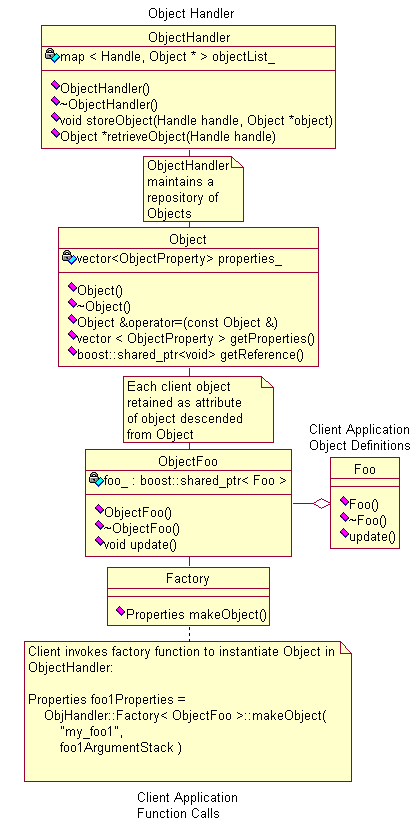 Object Handler
ObjectHandler
map < Handle, Object * > objectList_
ObjectHandler()
~ObjectHandler()
void storeObject(Handle handle, Object *object)
Object *retrieveObject(Handle handle)
ObjectHandler
maintains a
repository of
Objects
Object
vector<ObjectProperty> properties_
Object()
~Object()
Object &operator=(const Object &)
vector < ObjectProperty > getProperties()
boost::shared_ptr<void> getReference()
Each client object
retained as attribute
of object descended
from Object
Client Application
Object Definitions
ObjectFoo
foo_ : boost::shared_ptr< Foo >
ObjectFoo()
~ObjectFoo()
void update()
Foo
Foo()
~Foo()
update()
Factory
Properties makeObject()
Client invokes factory function to instantiate Object in
ObjectHandler:
Properties foo1Properties =
ObjHandler::Factory< ObjectFoo >::makeObject(
"my_foo1",
foo1ArgumentStack )
Client Application
Function Calls